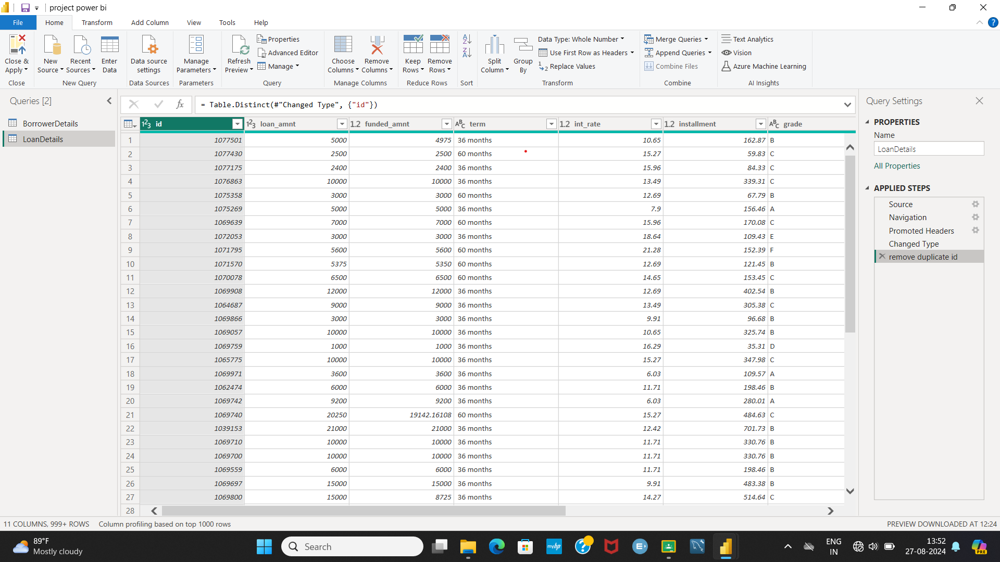 project power bi
File Home Transform Add Column View Tools Help
Close & Apply
New Source
Recent Sources
Enter Data
Data source settings
Manage Parameters
Refresh Preview
Properties
Advanced Editor
Manage
Choose Columns
Remove Columns
Keep Rows
Remove Rows
Split Column
Group By
Data Type: Whole Number
Use First Row as Headers
Replace Values
Merge Queries
Append Queries
Combine Files
Text Analytics
Vision
Azure Machine Learning
Close New Query Data Sources Parameters Query Manage Columns Reduce Rows Sort Transform Combine AI Insights
Queries [2]
BorrowerDetails
LoanDetails
fx = Table.Distinct(#"Changed Type", {"id"})
id loan_amnt funded_amnt term int_rate installment grade
1 1077501 5000 4975 36 months 10.65 162.87 B
2 1077430 2500 2500 60 months 15.27 59.83 C
3 1077175 2400 2400 36 months 15.96 84.33 C
4 1076863 10000 10000 36 months 13.49 339.31 C
5 1075358 3000 3000 60 months 12.69 67.79 B
6 1075269 5000 5000 36 months 7.9 156.46 A
7 1069639 7000 7000 60 months 15.96 170.08 C
8 1072053 3000 3000 36 months 18.64 109.43 E
9 1071795 5600 5600 60 months 21.28 152.39 F
10 1071570 5375 5350 60 months 12.69 121.45 B
11 1070078 6500 6500 60 months 14.65 153.45 C
12 1069908 12000 12000 36 months 12.69 402.54 B
13 1064687 9000 9000 36 months 13.49 305.38 C
14 1069866 3000 3000 36 months 9.91 96.68 B
15 1069057 10000 10000 36 months 10.65 325.74 B
16 1069759 1000 1000 36 months 16.29 35.31 D
17 1065775 10000 10000 36 months 15.27 347.98 C
18 1069971 3600 3600 36 months 6.03 109.57 A
19 1062474 6000 6000 36 months 11.71 198.46 B
20 1069742 9200 9200 36 months 6.03 280.01 A
21 1069740 20250 19142.16108 60 months 15.27 484.63 C
22 1039153 21000 21000 36 months 12.42 701.73 B
23 1069710 10000 10000 36 months 11.71 330.76 B
24 1069700 10000 10000 36 months 11.71 330.76 B
25 1069559 6000 6000 36 months 11.71 198.46 B
26 1069697 15000 15000 36 months 9.91 483.38 B
27 1069800 15000 8725 36 months 14.27 514.64 C
28
Query Settings
PROPERTIES
Name
LoanDetails
All Properties
APPLIED STEPS
Source
Navigation
Promoted Headers
Changed Type
remove duplicate id
11 COLUMNS, 999+ ROWS Column profiling based on top 1000 rows
PREVIEW DOWNLOADED AT 12:24
89°F
Mostly cloudy
Search
myhp
ENG
IN
13:52
27-08-2024
PRE